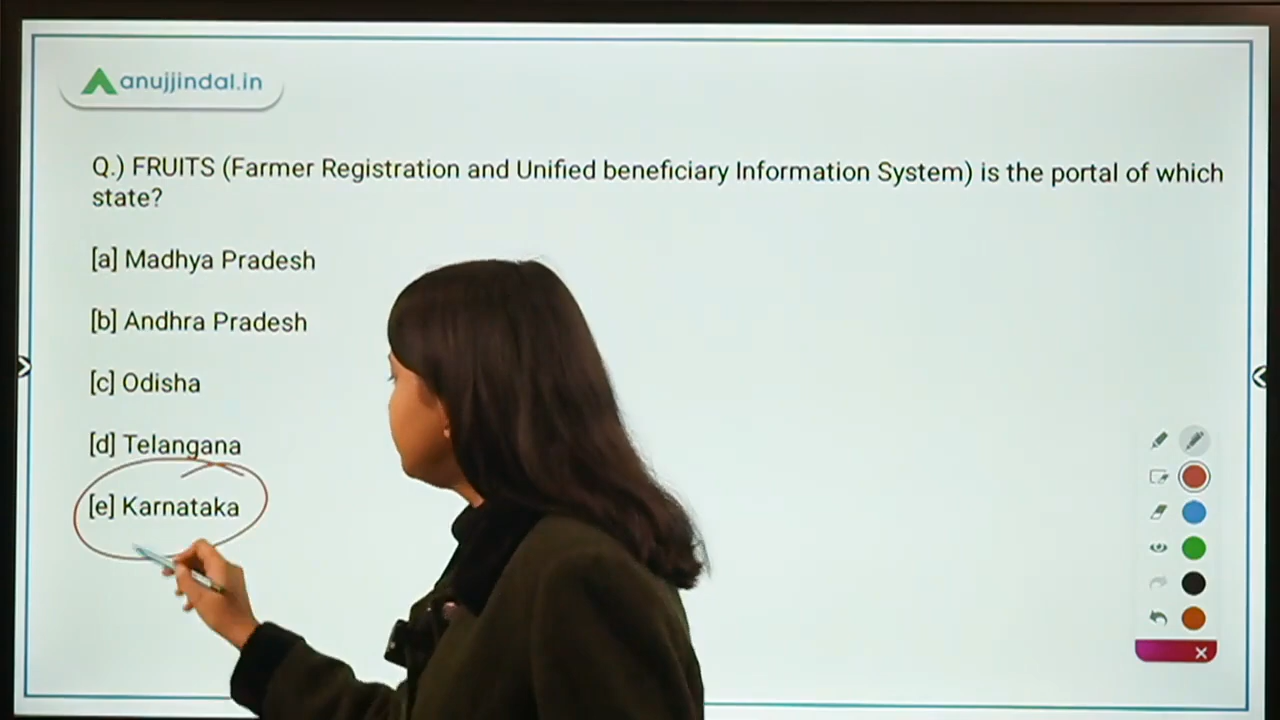 anujjindal.in
Q.) FRUITS (Farmer Registration and Unified beneficiary Information System) is the portal of which
state?
[a] Madhya Pradesh
[b] Andhra Pradesh
[c] Odisha
[d] Telangana
[e] Karnataka